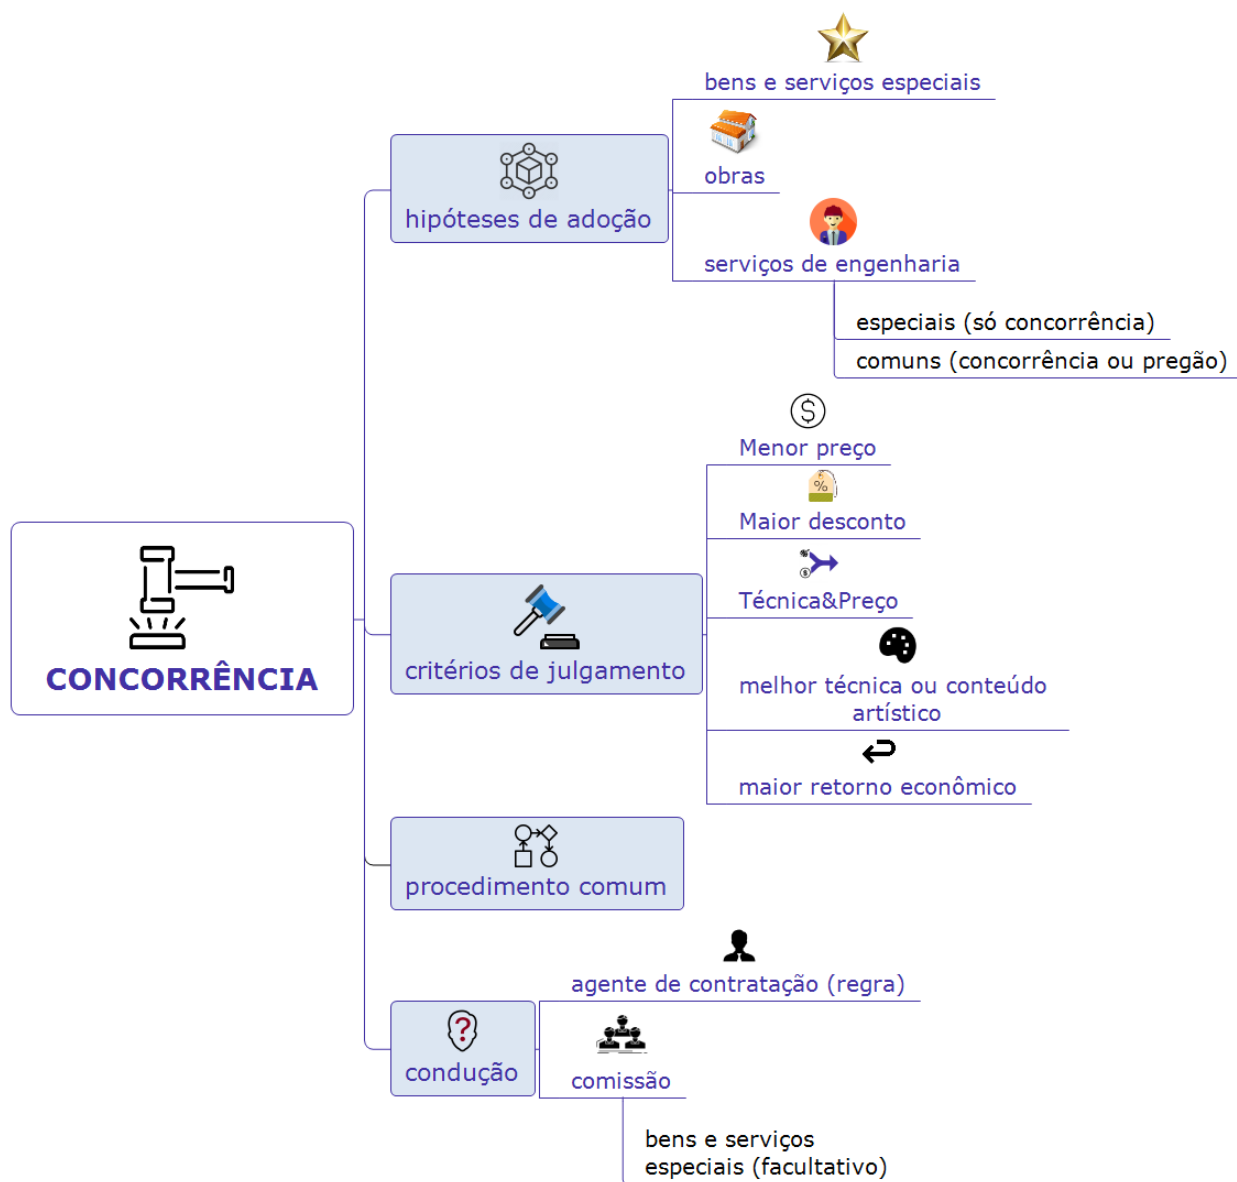 CONCORRÊNCIA
hipóteses de adoção
bens e serviços especiais
obras
serviços de engenharia
especiais (só concorrência)
comuns (concorrência ou pregão)
critérios de julgamento
$
Menor preço
%
Maior desconto
$
Técnica&Preço
melhor técnica ou conteúdo
artístico
maior retorno econômico
procedimento comum
?
condução
agente de contratação (regra)
comissão
bens e serviços
especiais (facultativo)